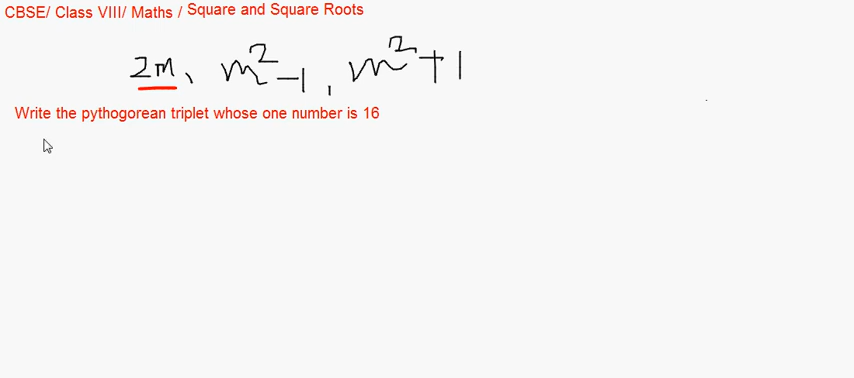 CBSE/ Class VIII/ Maths / Square and Square Roots
2m, m²-1, m²+1
Write the pythogorean triplet whose one number is 16